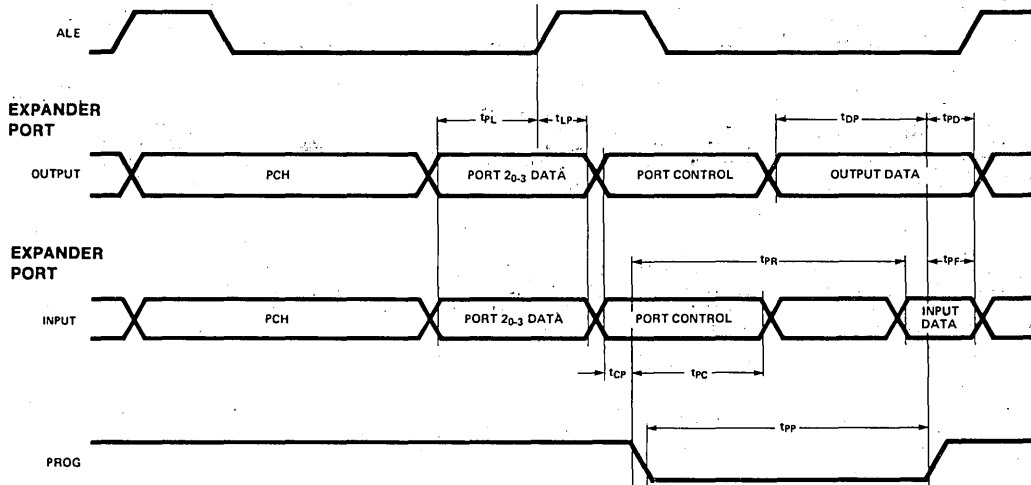 ALE
EXPANDER
PORT
tPL
tLP
tDP
tPD
OUTPUT
PCH
PORT 20-3 DATA
PORT CONTROL
OUTPUT DATA
EXPANDER
PORT
tPR
tPF
INPUT
PCH
PORT 20-3 DATA
PORT CONTROL
INPUT
DATA
tCP
tPC
tPP
PROG